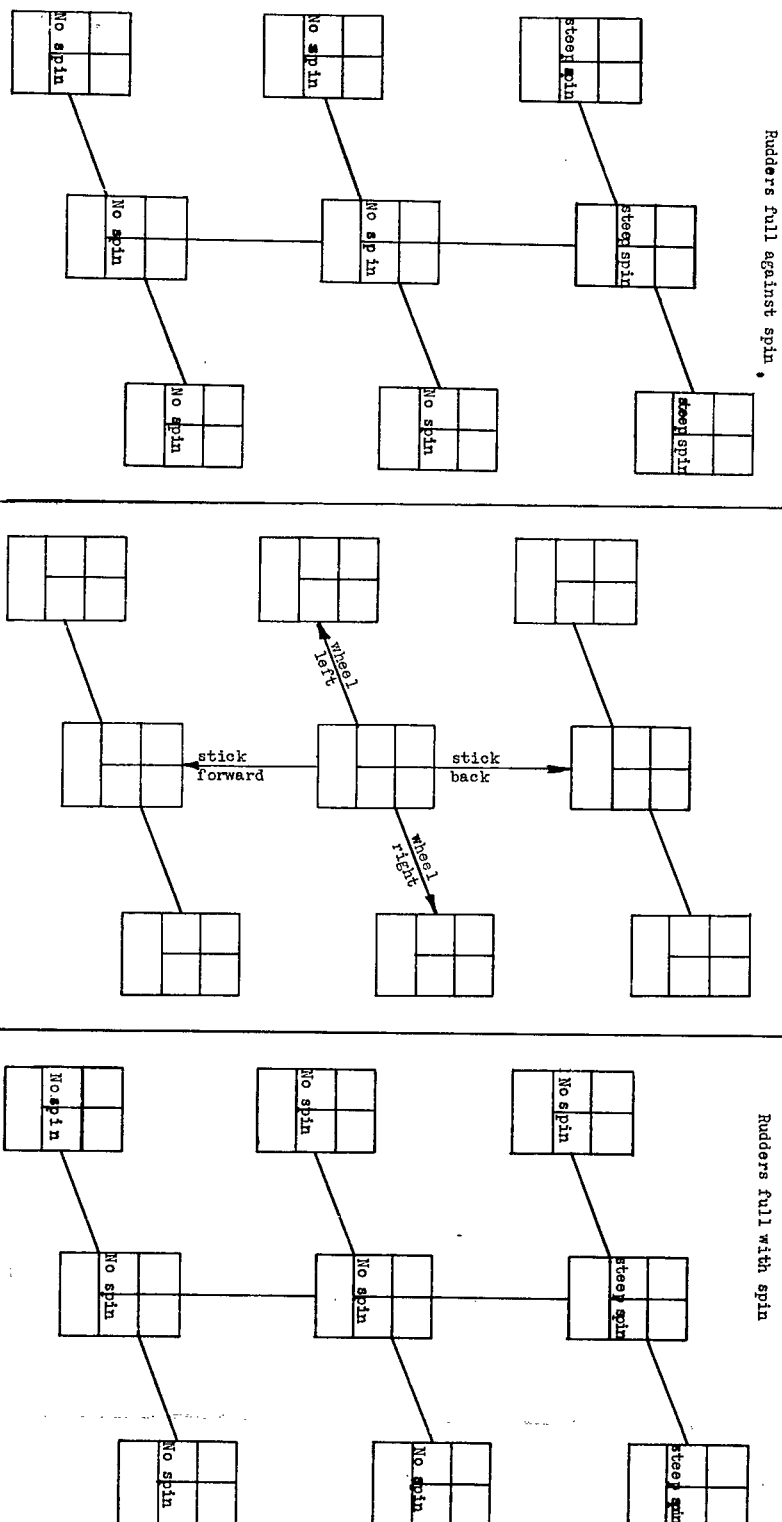 Rudders full against spin
steep spin
steep spin
steep spin
No spin
No spin
No spin
No spin
No spin
No spin
wheel
left
stick
forward
stick
back
wheel
right
Rudders full with spin
No spin
steep spin
steep spin
No spin
No spin
No spin
No spin
No spin
No spin